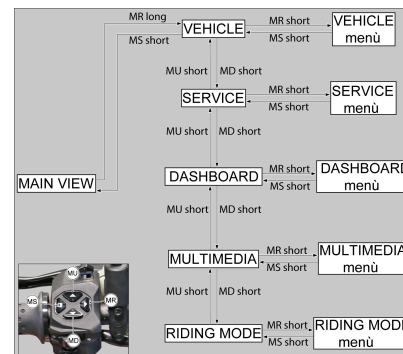 MR long
MS short
VEHICLE
MR short
MS short
VEHICLE
menù
MU short
MD short
SERVICE
MR short
MS short
SERVICE
menù
MU short
MD short
MAIN VIEW
DASHBOARD
MR short
MS short
DASHBOARD
menù
MU short
MD short
MULTIMEDIA
MR short
MS short
MULTIMEDIA
menù
MU short
MD short
RIDING MODE
MR short
MS short
RIDING MODE
menù
MU
MS
MR
MD